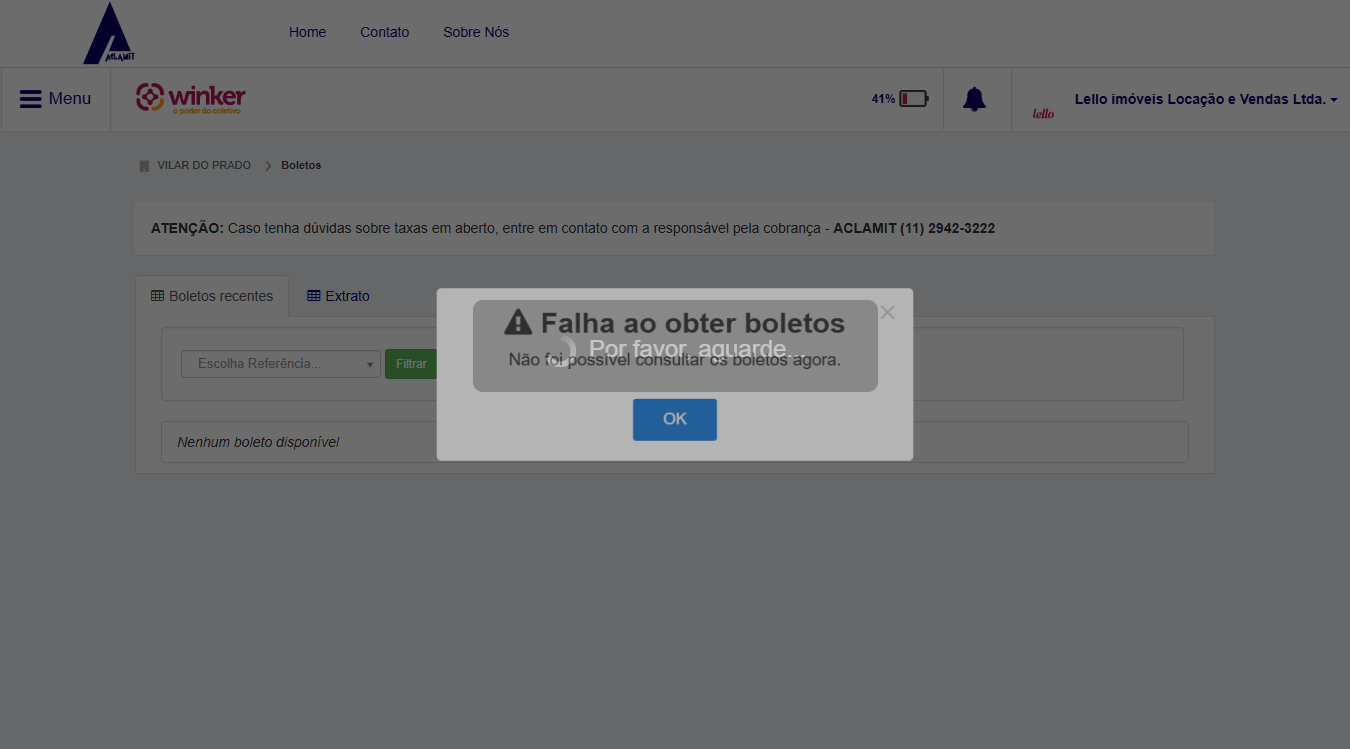 ACLAMIT
Home
Contato
Sobre Nós
Menu
winker
o poder do coletivo
41%
lello
Lello imóveis Locação e Vendas Ltda.
VILAR DO PRADO
Boletos
ATENÇÃO: Caso tenha dúvidas sobre taxas em aberto, entre em contato com a responsável pela cobrança - ACLAMIT (11) 2942-3222
Boletos recentes
Extrato
Escolha Referência...
Filtrar
Nenhum boleto disponível
Falha ao obter boletos
Por favor, aguarde...
Não foi possível consultar os boletos agora.
OK